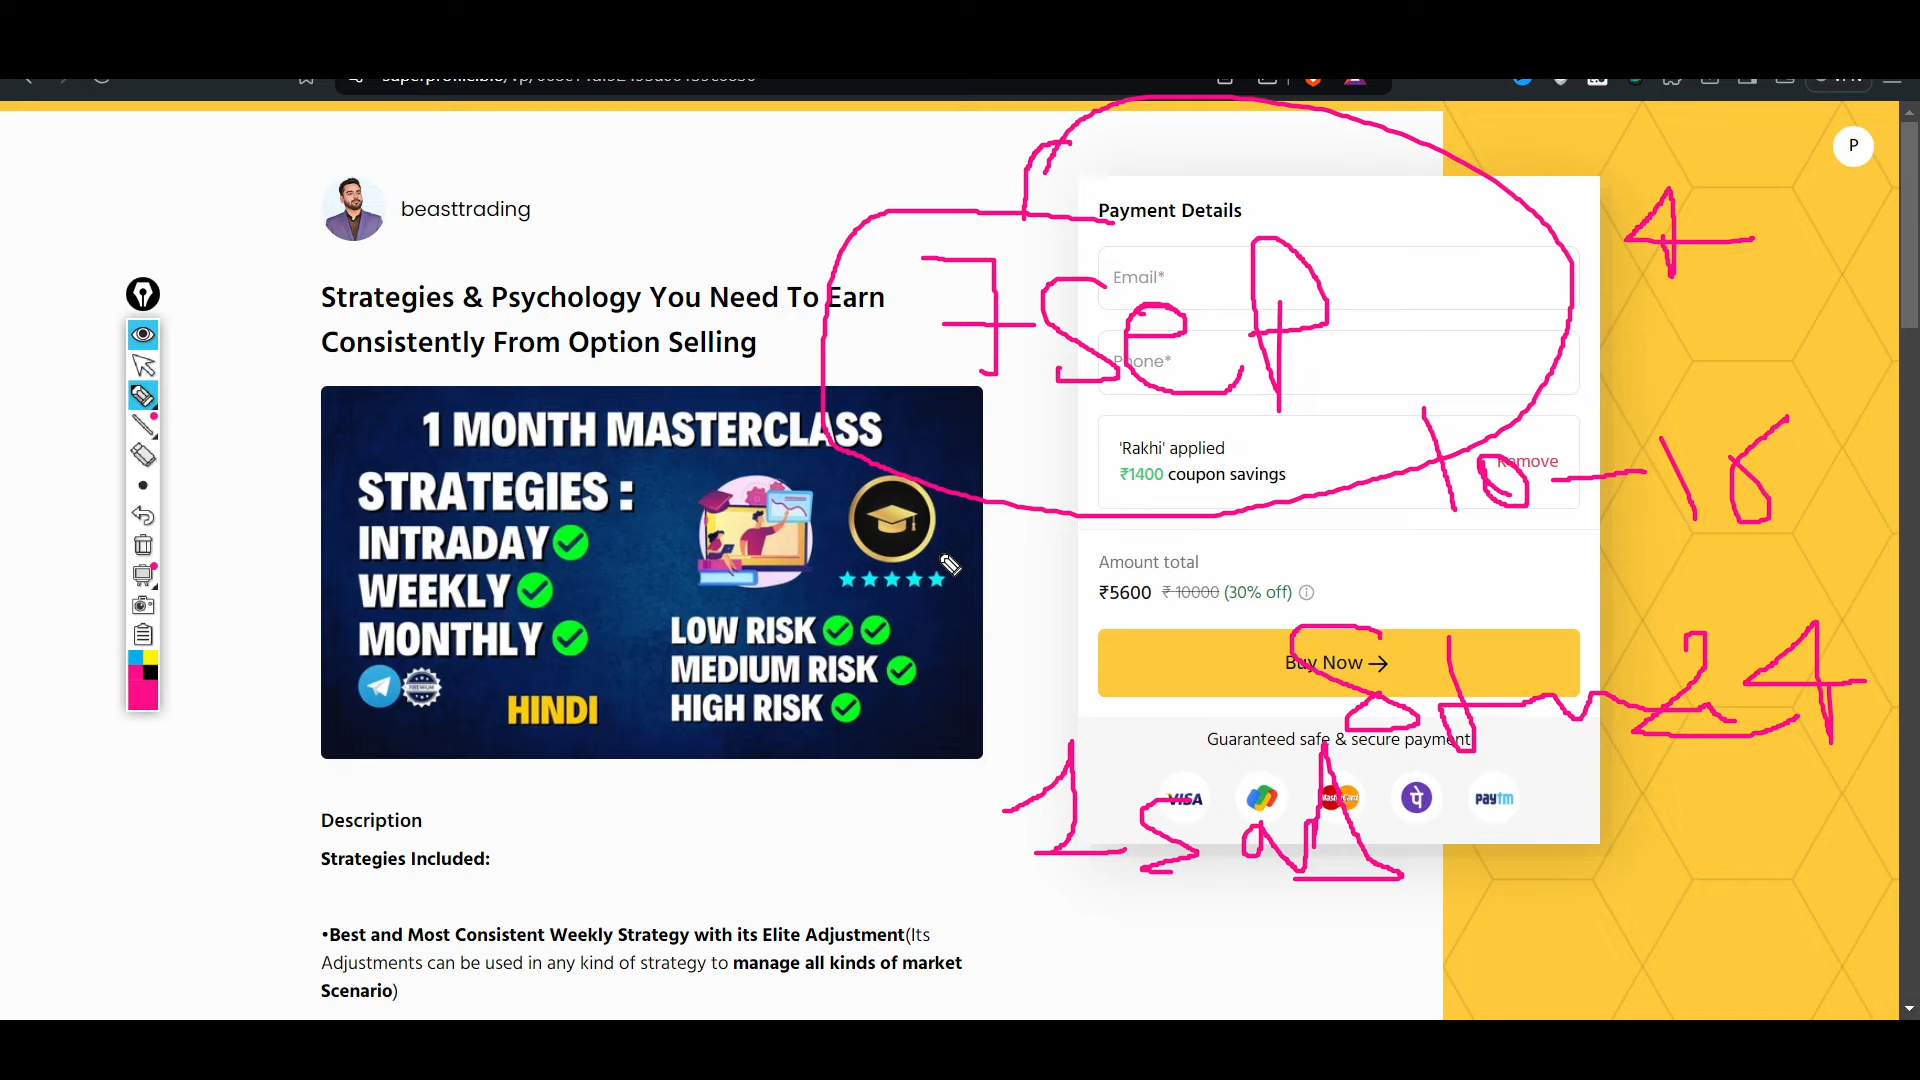 P
beasttrading
Strategies & Psychology You Need To Earn
Consistently From Option Selling
1 MONTH MASTERCLASS
STRATEGIES :
INTRADAY
WEEKLY
MONTHLY
PREMIUM
HINDI
LOW RISK
MEDIUM RISK
HIGH RISK
Description
Strategies Included:
•Best and Most Consistent Weekly Strategy with its Elite Adjustment(Its
Adjustments can be used in any kind of strategy to manage all kinds of market
Scenario)
Payment Details
Email*
Phone*
'Rakhi' applied
₹1400 coupon savings
Remove
Amount total
₹5600 ₹ 10000 (30% off)
Buy Now →
Guaranteed safe & secure payment
VISA
MasterCard
पे
paytm
7 SeP
4
10 - 18
24
1